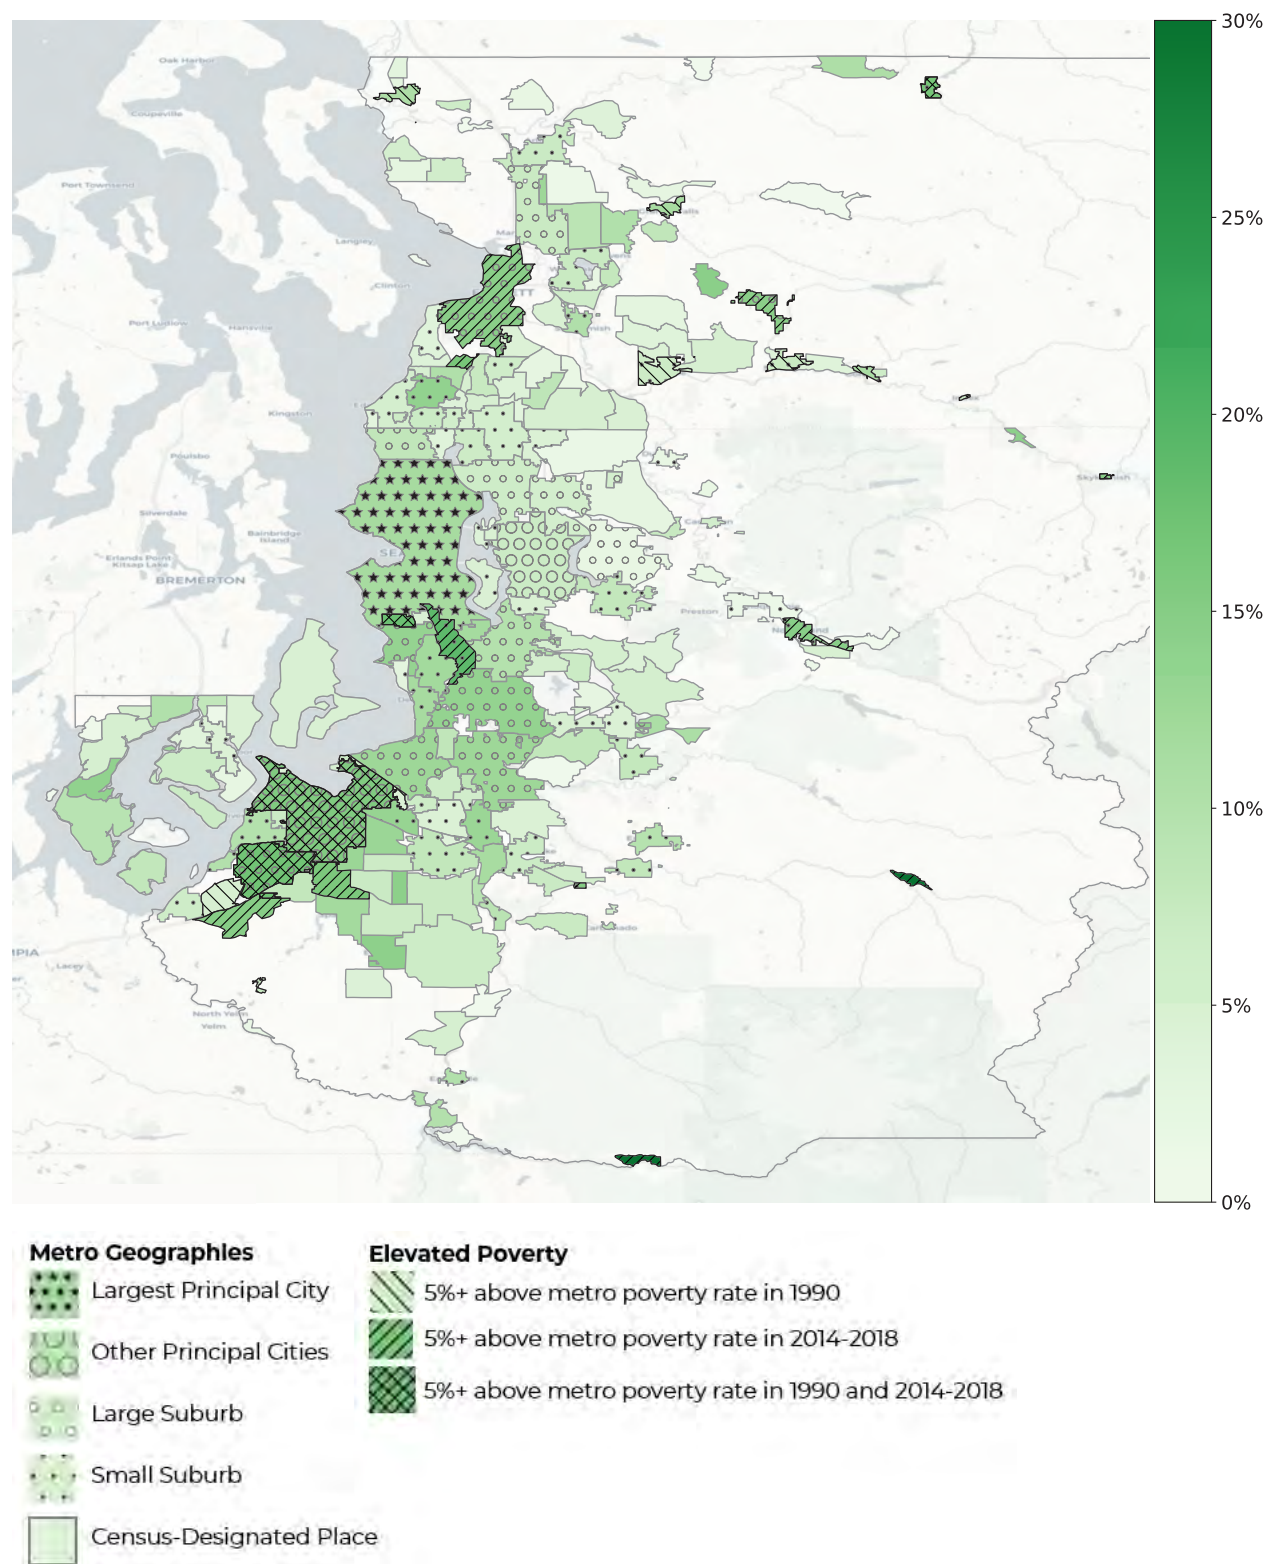 30%
Oak Harbor
Coupeville
25%
Port Townsend
Langley
Clinton
20%
Port Ludlow
Hansville
Kingston
Poulsbo
Silverdale
Bainbridge
Island
SEA
Erlands Point
Kitsap Lake
BREMERTON
15%
Preston
10%
5%
Lacey
North Yelm
Yelm
0%
Metro Geographies
Largest Principal City
Other Principal Cities
Large Suburb
Small Suburb
Census-Designated Place
Elevated Poverty
5%+ above metro poverty rate in 1990
5%+ above metro poverty rate in 2014-2018
5%+ above metro poverty rate in 1990 and 2014-2018